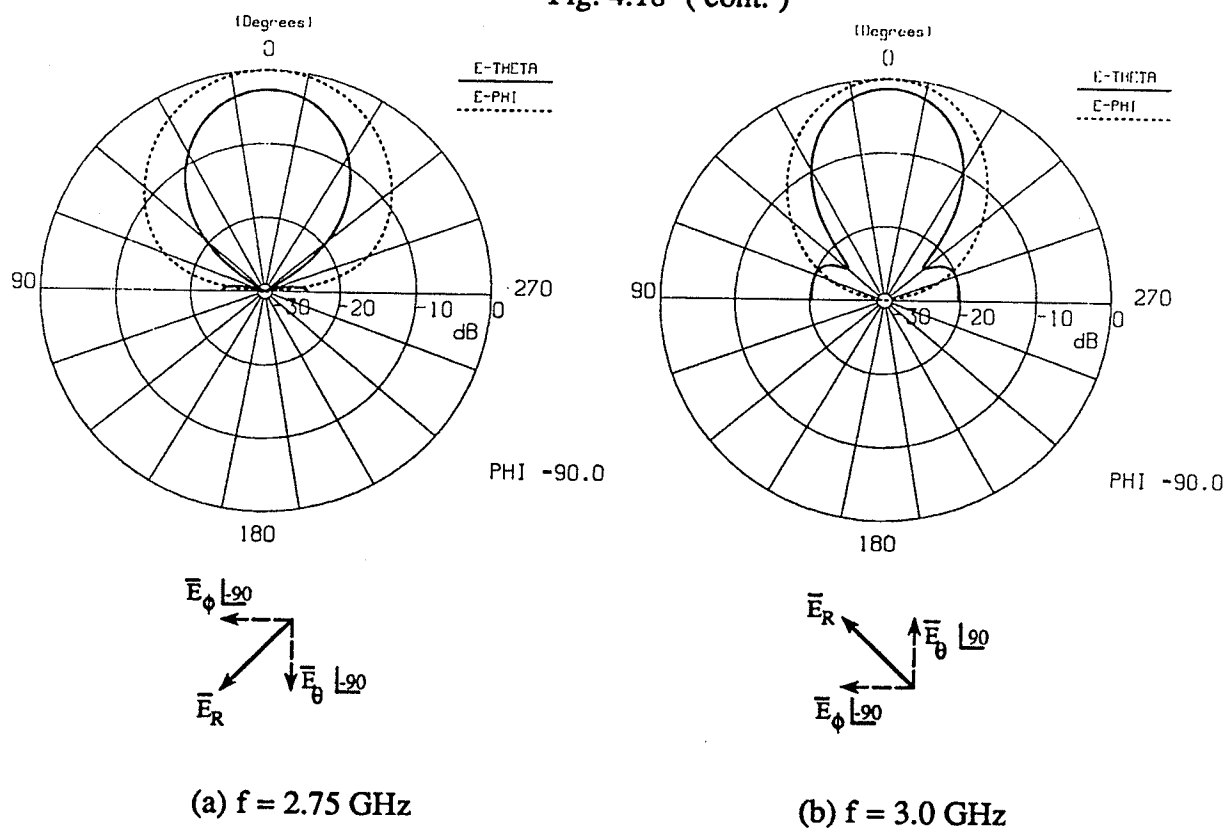 Fig. 4.18 ( cont. )
(Degrees)
0
E-THETA
E-PHI
90
270
-30 -20 -10 0
dB
PHI -90.0
180
(Degrees)
0
E-THETA
E-PHI
90
270
-30 -20 -10 0
dB
PHI -90.0
180
E̅ϕ |-90
E̅θ |-90
E̅R
E̅R
E̅θ |90
E̅ϕ |-90
(a) f = 2.75 GHz
(b) f = 3.0 GHz